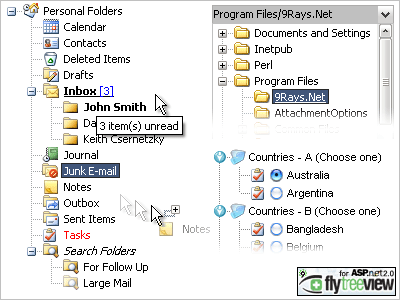 Personal Folders
Calendar
Contacts
Deleted Items
Drafts
Inbox [3]
John Smith
Da
3 item(s) unread
Keith Csernetzky
Journal
Junk E-mail
Notes
Outbox
Sent Items
Tasks
Search Folders
For Follow Up
Large Mail
Notes
Program Files/9Rays.Net
Documents and Settings
Inetpub
Perl
Program Files
9Rays.Net
AttachmentOptions
Countries - A (Choose one)
Australia
Argentina
Countries - B (Choose one)
Bangladesh
Belgium
for ASP.net2.0
flytreeview